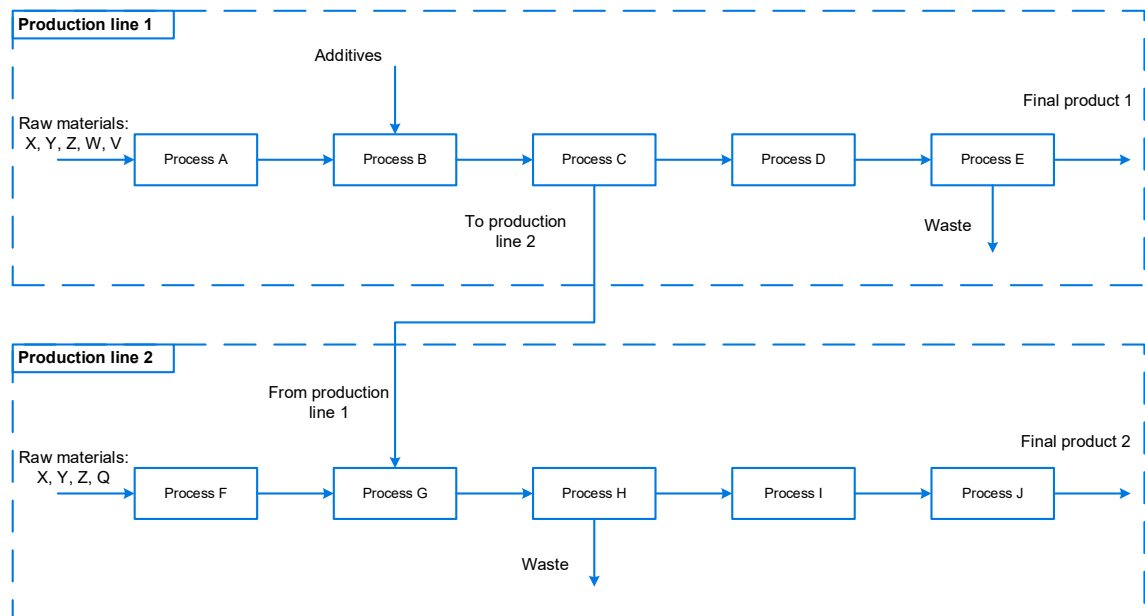 Production line 1
Additives
Final product 1
Raw materials:
X, Y, Z, W, V
Process A
Process B
Process C
Process D
Process E
To production
line 2
Waste
Production line 2
From production
line 1
Final product 2
Raw materials:
X, Y, Z, Q
Process F
Process G
Process H
Process I
Process J
Waste